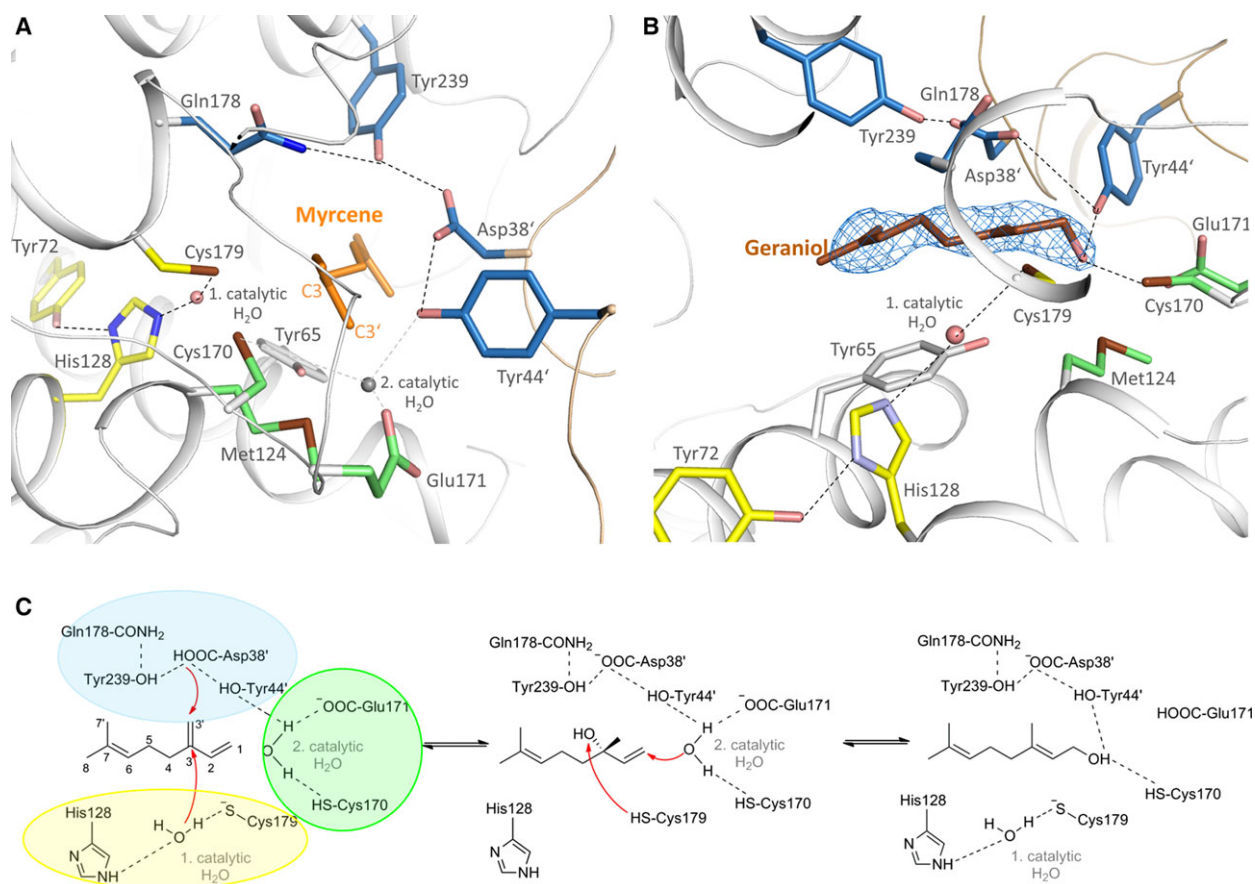 A
Tyr239
Gln178
Myrcene
Asp38'
Tyr72
Cys179
C3
1. catalytic
H2O
C3'
Tyr65
His128
Cys170
Tyr44'
2. catalytic
H2O
Met124
Glu171
B
Gln178
Tyr239
Asp38'
Tyr44'
Glu171
Geraniol
1. catalytic
H2O
Cys179
Cys170
Tyr65
Met124
Tyr72
His128
C
Gln178-CONH2
HOOC-Asp38'
Tyr239-OH
HO-Tyr44'
-OOC-Glu171
7' 5 3' 1
8 7 6 4 3 2
H
O
H
2. catalytic
H2O
HS-Cys170
His128
N
NH
H O H
-S
Cys179
1. catalytic
H2O
Gln178-CONH2
-OOC-Asp38'
Tyr239-OH
HO-Tyr44'
-OOC-Glu171
HO
H
O
H
2. catalytic
H2O
HS-Cys170
HS-Cys179
His128
N
NH
Gln178-CONH2
-OOC-Asp38'
Tyr239-OH
HO-Tyr44'
HOOC-Glu171
OH
HS-Cys170
His128
N
NH
H O H
-S
Cys179
1. catalytic
H2O